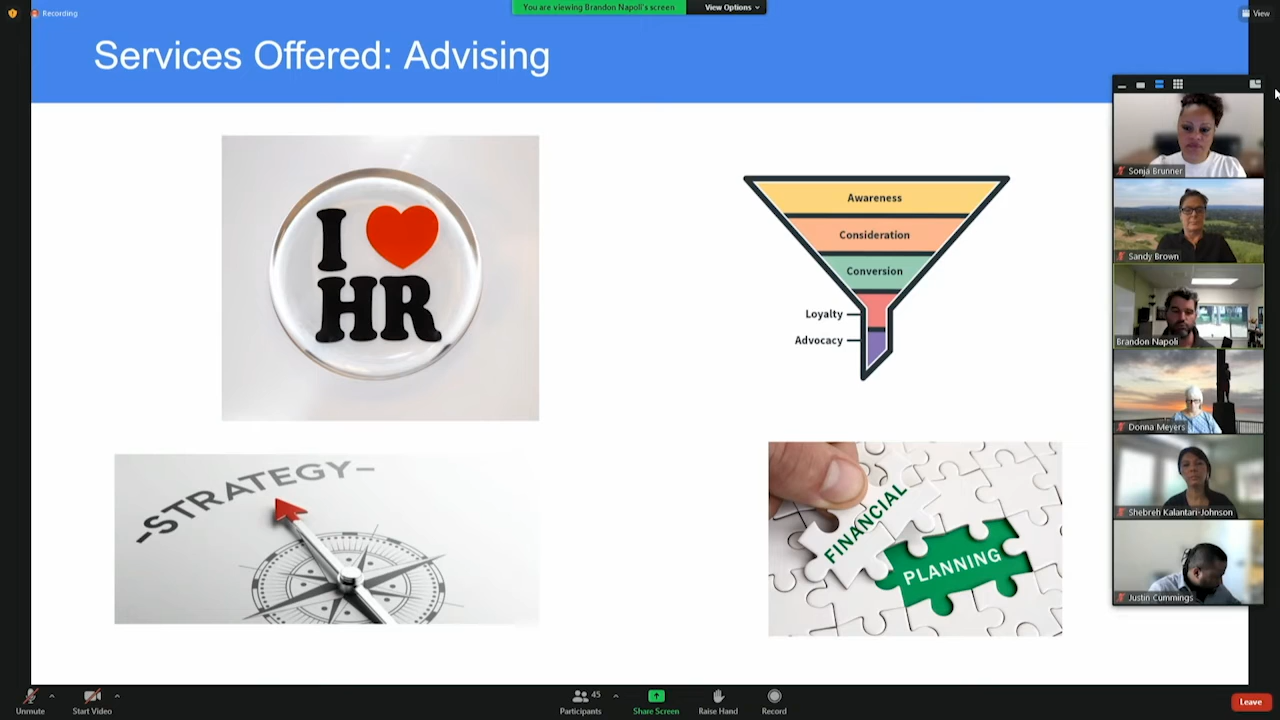 Recording
You are viewing Brandon Napoli's screen
View Options
View
Services Offered: Advising
I
HR
Awareness
Consideration
Conversion
Loyalty
Advocacy
-STRATEGY-
FINANCIAL
PLANNING
Sonja Brunner
Sandy Brown
Brandon Napoli
Donna Meyers
Shebreh Kalantari-Johnson
Justin Cummings
Unmute
Start Video
45
Participants
Share Screen
Raise Hand
Record
Leave